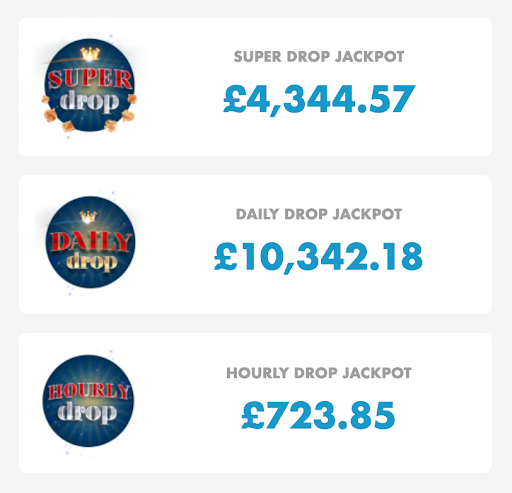 SUPER
drop
SUPER DROP JACKPOT
£4,344.57
DAILY
drop
DAILY DROP JACKPOT
£10,342.18
HOURLY
drop
HOURLY DROP JACKPOT
£723.85